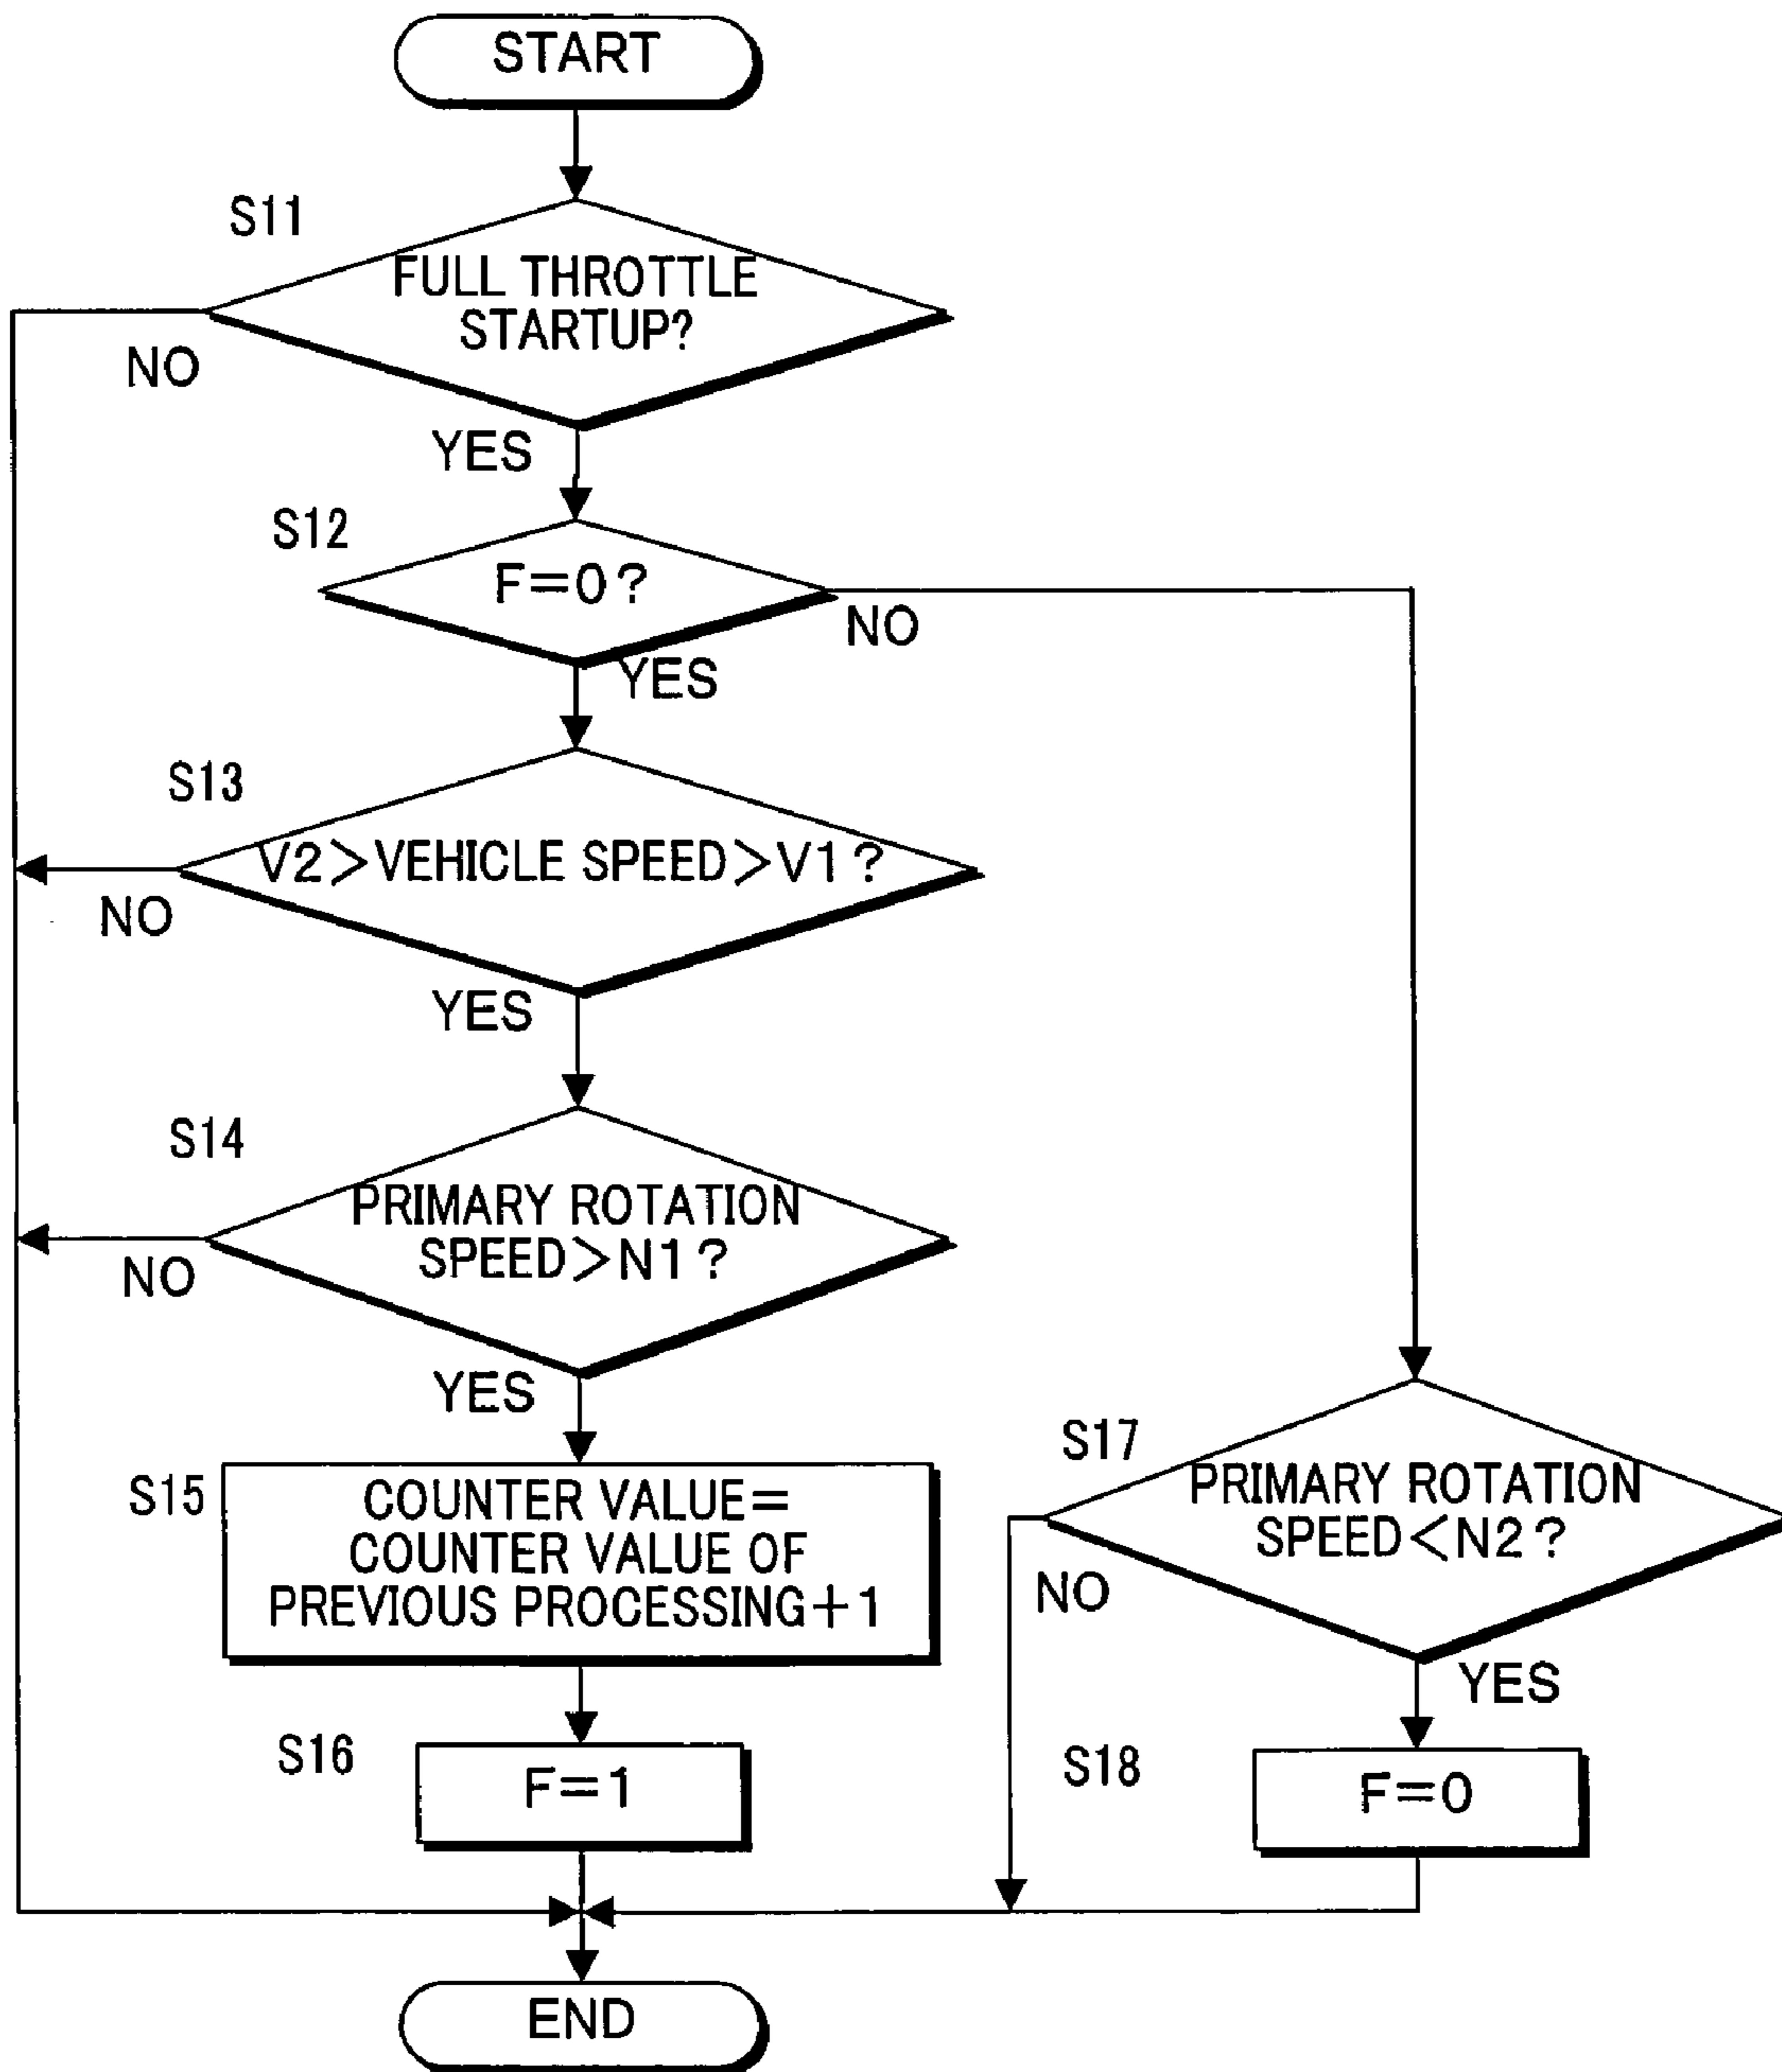 START
S11
FULL THROTTLE
STARTUP?
NO
YES
S12
F=0?
NO
YES
S13
V2>VEHICLE SPEED>V1?
NO
YES
S14
PRIMARY ROTATION
SPEED>N1?
NO
YES
S15
COUNTER VALUE=
COUNTER VALUE OF
PREVIOUS PROCESSING+1
S16
F=1
S17
PRIMARY ROTATION
SPEED<N2?
NO
YES
S18
F=0
END